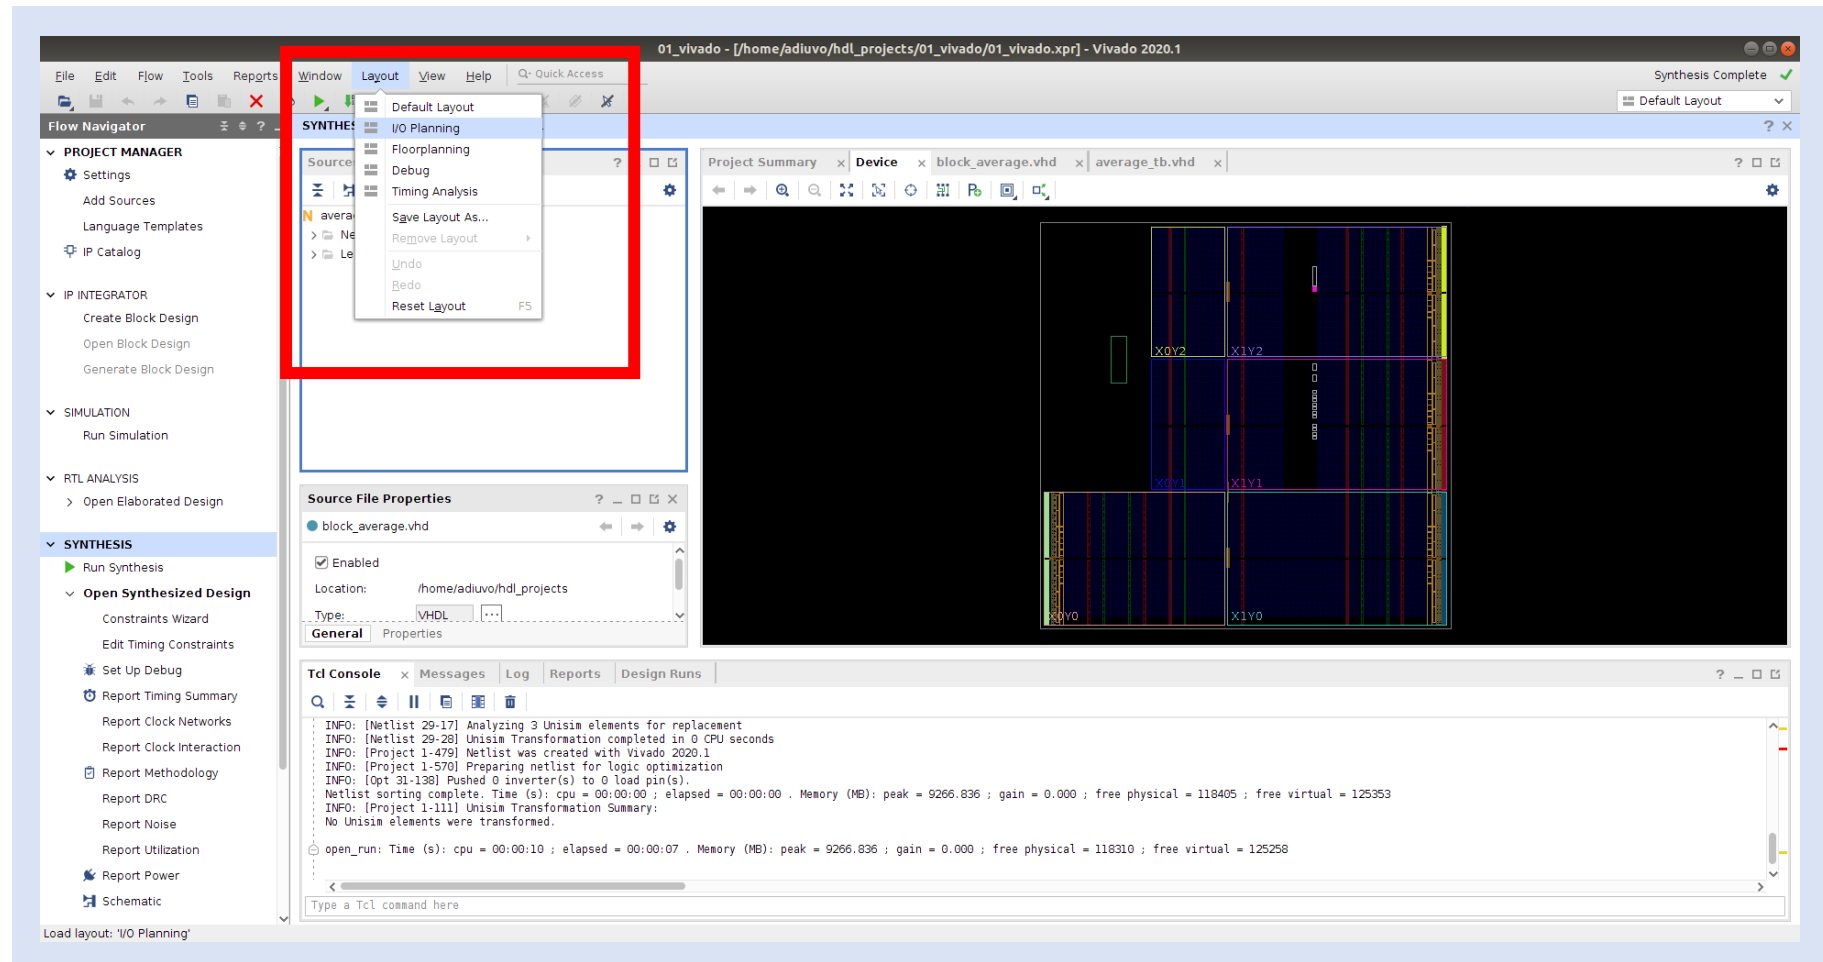 01_vivado - [/home/adiuvo/hdl_projects/01_vivado/01_vivado.xpr] - Vivado 2020.1
File Edit Flow Tools Reports Window Layout View Help Quick Access
Synthesis Complete
Default Layout
Flow Navigator
PROJECT MANAGER
Settings
Add Sources
Language Templates
IP Catalog
IP INTEGRATOR
Create Block Design
Open Block Design
Generate Block Design
SIMULATION
Run Simulation
RTL ANALYSIS
Open Elaborated Design
SYNTHESIS
Run Synthesis
Open Synthesized Design
Constraints Wizard
Edit Timing Constraints
Set Up Debug
Report Timing Summary
Report Clock Networks
Report Clock Interaction
Report Methodology
Report DRC
Report Noise
Report Utilization
Report Power
Schematic
SYNTHES
Default Layout
I/O Planning
Floorplanning
Debug
Timing Analysis
Save Layout As...
Remove Layout
Undo
Redo
Reset Layout F5
Source
N avera
Ne
Le
Source File Properties
block_average.vhd
Enabled
Location: /home/adiuvo/hdl_projects
Type: VHDL ...
General Properties
Project Summary Device block_average.vhd average_tb.vhd
X0Y2 X1Y2
X0Y1 X1Y1
X0Y0 X1Y0
Tcl Console Messages Log Reports Design Runs
INFO: [Netlist 29-17] Analyzing 3 Unisim elements for replacement
INFO: [Netlist 29-28] Unisim Transformation completed in 0 CPU seconds
INFO: [Project 1-479] Netlist was created with Vivado 2020.1
INFO: [Project 1-570] Preparing netlist for logic optimization
INFO: [Opt 31-138] Pushed 0 inverter(s) to 0 load pin(s).
Netlist sorting complete. Time (s): cpu = 00:00:00 ; elapsed = 00:00:00 . Memory (MB): peak = 9266.836 ; gain = 0.000 ; free physical = 118405 ; free virtual = 125353
INFO: [Project 1-111] Unisim Transformation Summary:
No Unisim elements were transformed.
open_run: Time (s): cpu = 00:00:10 ; elapsed = 00:00:07 . Memory (MB): peak = 9266.836 ; gain = 0.000 ; free physical = 118310 ; free virtual = 125258
Type a Tcl command here
Load layout: 'I/O Planning'